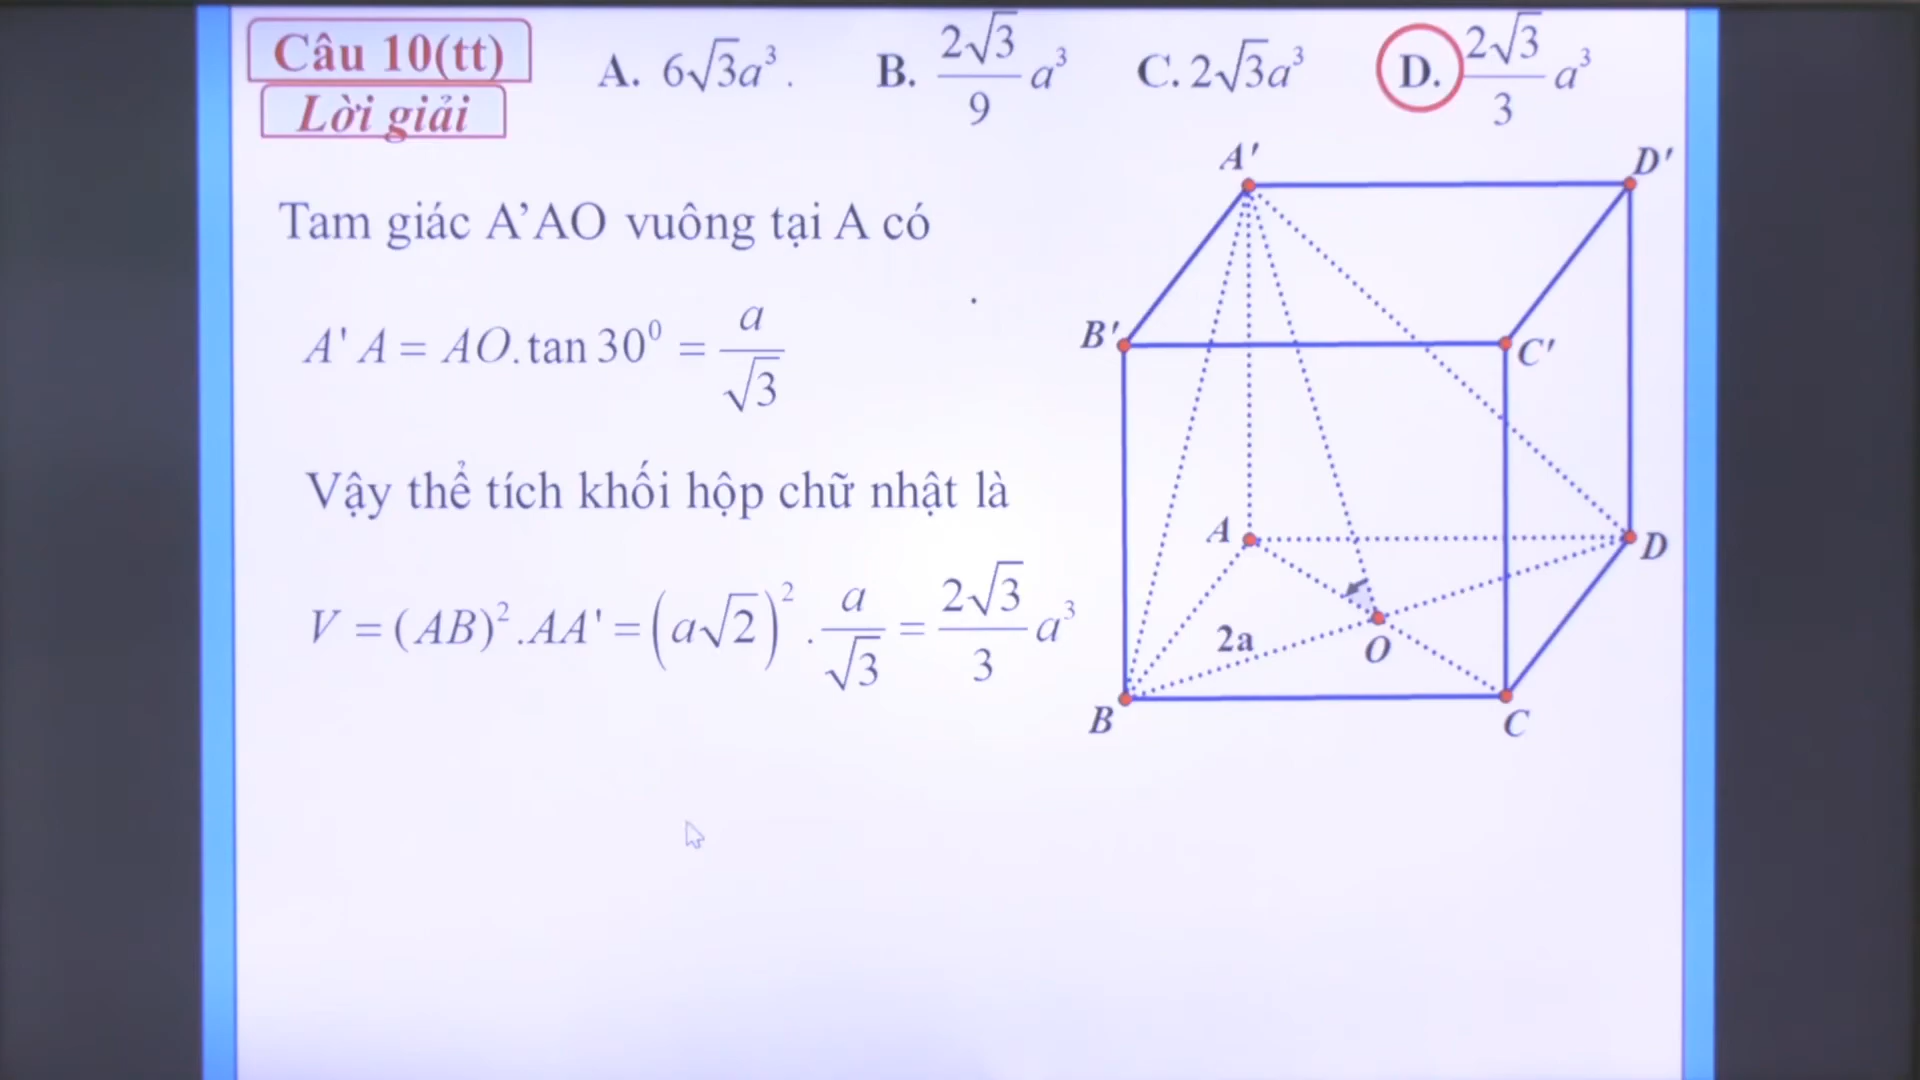 Câu 10(tt)
A. 6√3a³. B. 2√3/9 a³ C. 2√3a³ D. 2√3/3 a³
Lời giải
Tam giác A’AO vuông tại A có
A'A = AO.tan 30⁰ = a/√3
Vậy thể tích khối hộp chữ nhật là
V = (AB)².AA' = (a√2)².a/√3 = 2√3/3 a³
A'
D'
B'
C'
A
D
2a
O
B
C